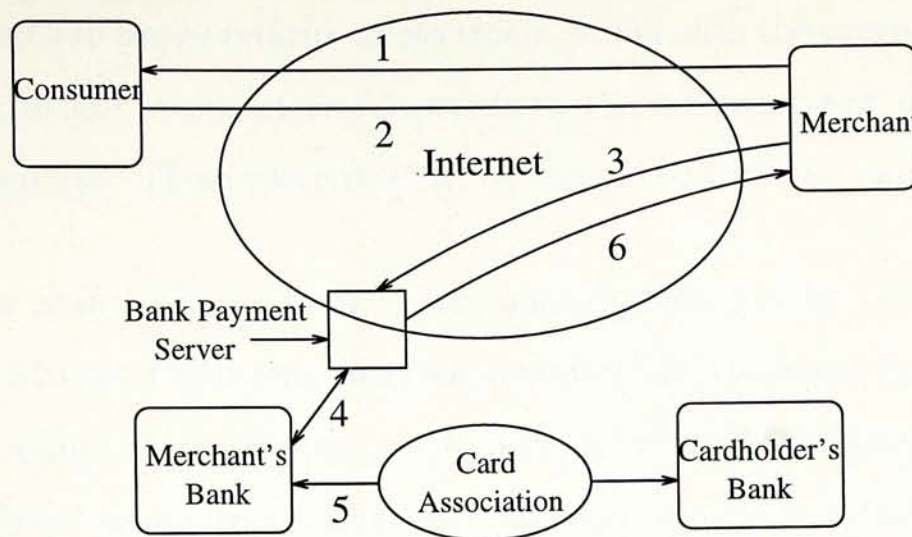 1
Consumer
2
Merchant
Internet
3
6
Bank Payment
Server
4
Merchant's
Bank
5
Card
Association
Cardholder's
Bank